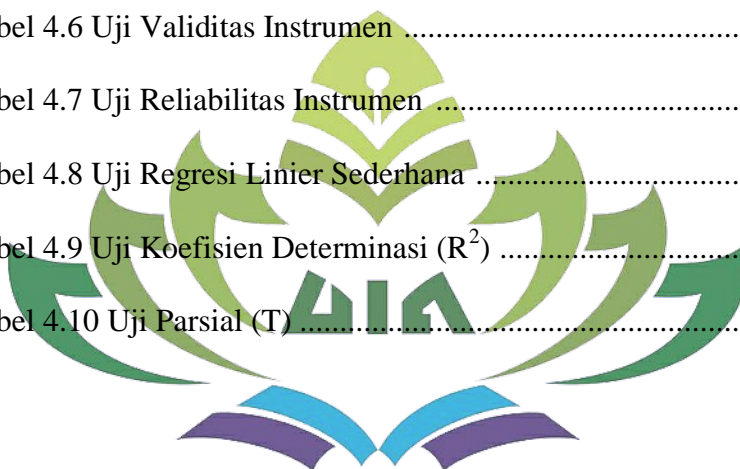 bel 4.6 Uji Validitas Instrumen ......................................
bel 4.7 Uji Reliabilitas Instrumen ..................................
bel 4.8 Uji Regresi Linier Sederhana .............................
bel 4.9 Uji Koefisien Determinasi (R²) ..........................
bel 4.10 Uji Parsial (T) ..................................................